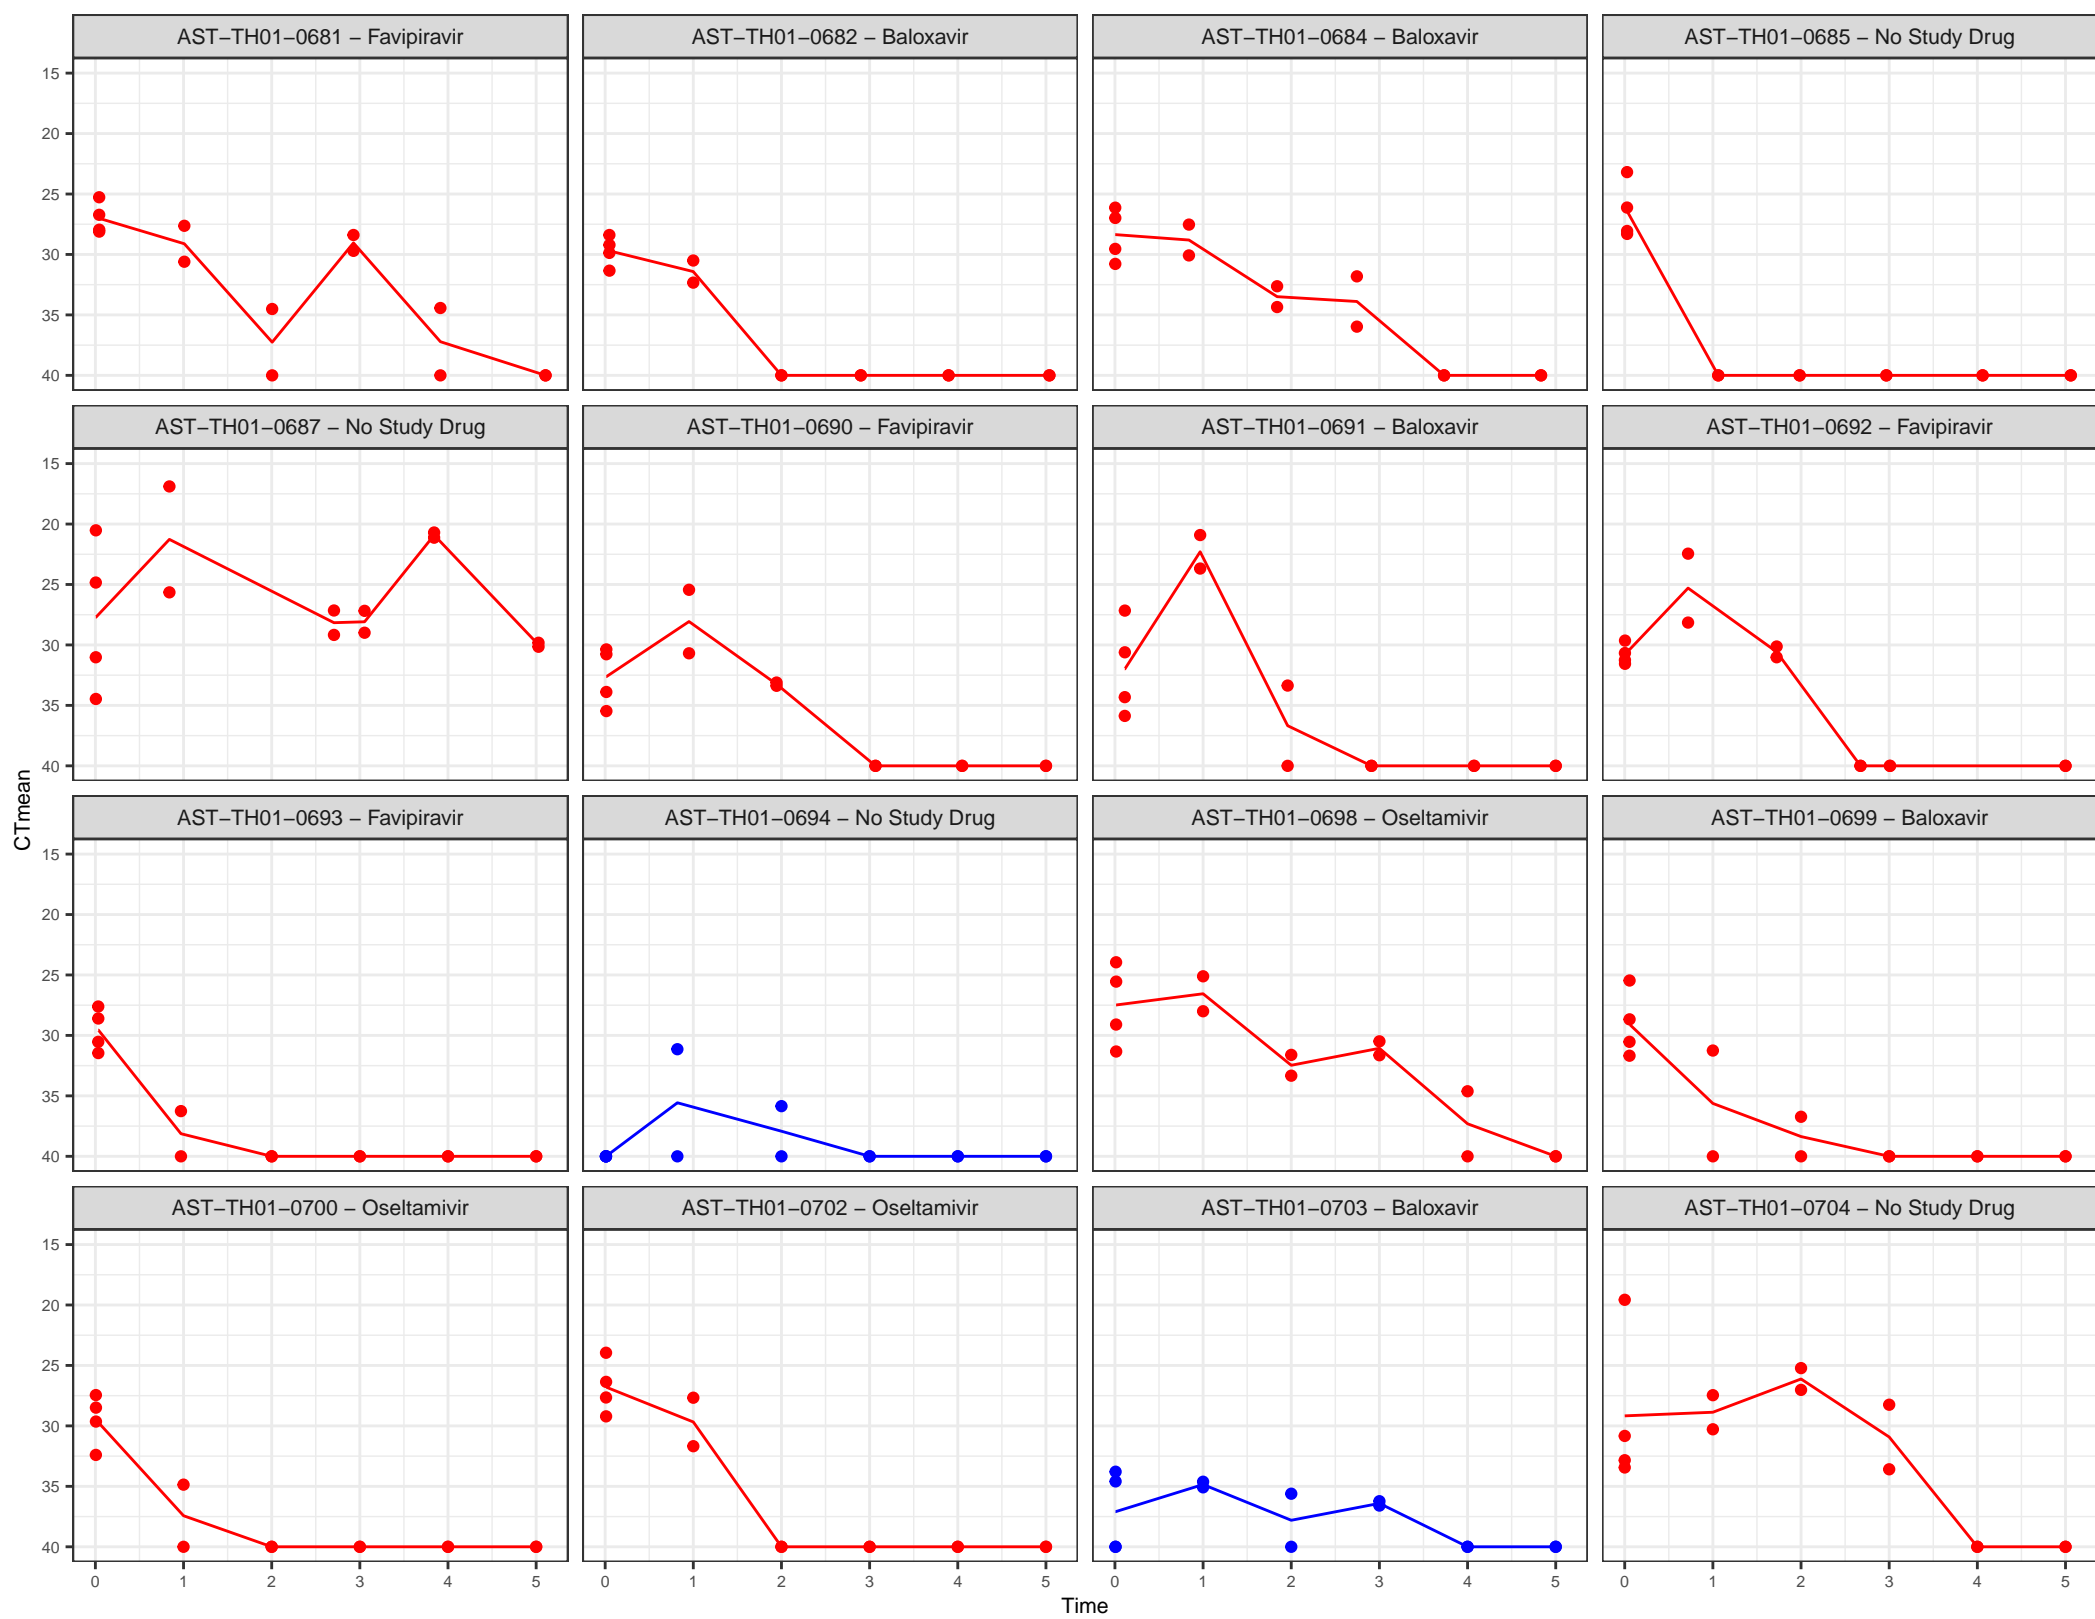 AST−TH01−0681 − Favipiravir
AST−TH01−0682 − Baloxavir
AST−TH01−0684 − Baloxavir
AST−TH01−0685 − No Study Drug
15
20
25
30
35
40
AST−TH01−0687 − No Study Drug
AST−TH01−0690 − Favipiravir
AST−TH01−0691 − Baloxavir
AST−TH01−0692 − Favipiravir
15
20
25
30
35
40
CTmean
AST−TH01−0693 − Favipiravir
AST−TH01−0694 − No Study Drug
AST−TH01−0698 − Oseltamivir
AST−TH01−0699 − Baloxavir
15
20
25
30
35
40
AST−TH01−0700 − Oseltamivir
AST−TH01−0702 − Oseltamivir
AST−TH01−0703 − Baloxavir
AST−TH01−0704 − No Study Drug
15
20
25
30
35
40
0 1 2 3 4 5
0 1 2 3 4 5
0 1 2 3 4 5
0 1 2 3 4 5
Time